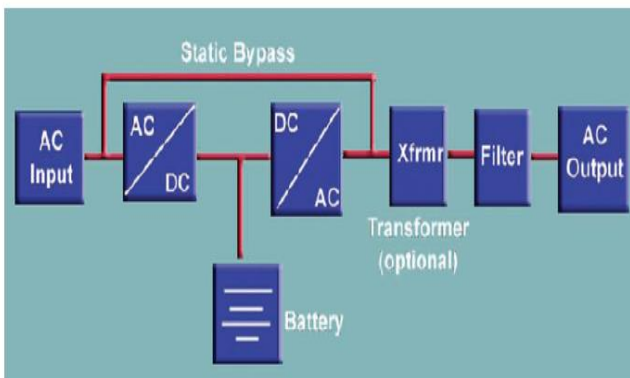 Static Bypass
AC
Input
AC
DC
DC
AC
Xfrmr
Filter
AC
Output
Transformer
(optional)
Battery